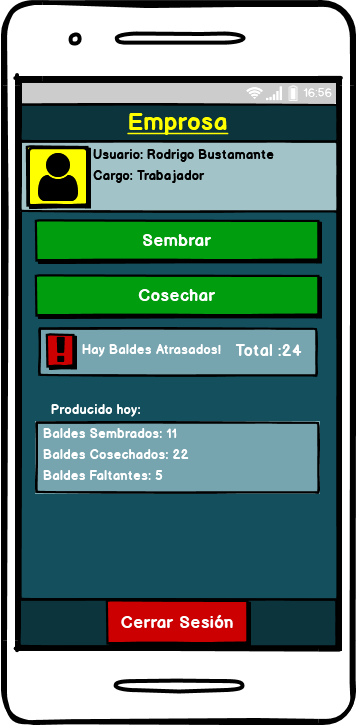 16:56
Emprosa
Usuario: Rodrigo Bustamante
Cargo: Trabajador
Sembrar
Cosechar
! Hay Baldes Atrasados! Total :24
Producido hoy:
Baldes Sembrados: 11
Baldes Cosechados: 22
Baldes Faltantes: 5
Cerrar Sesión